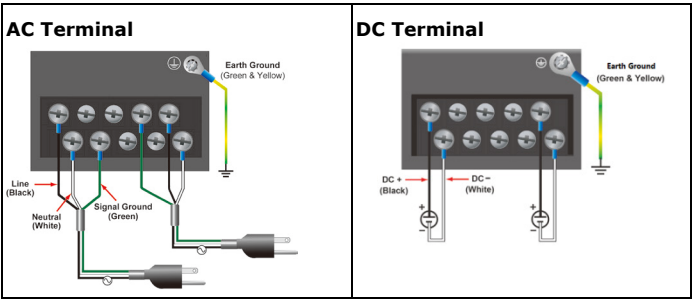 AC Terminal
Earth Ground
(Green & Yellow)
Line
(Black)
Neutral
(White)
Signal Ground
(Green)
DC Terminal
Earth Ground
(Green & Yellow)
DC +
(Black)
DC −
(White)
+
−
+
−